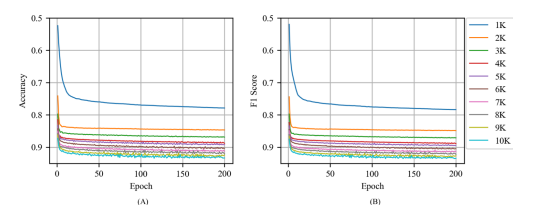 0.5
0.6
0.7
0.8
0.9
Accuracy
0
50
100
150
200
Epoch
(A)
0.5
0.6
0.7
0.8
0.9
F1 Score
0
50
100
150
200
Epoch
(B)
1K
2K
3K
4K
5K
6K
7K
8K
9K
10K